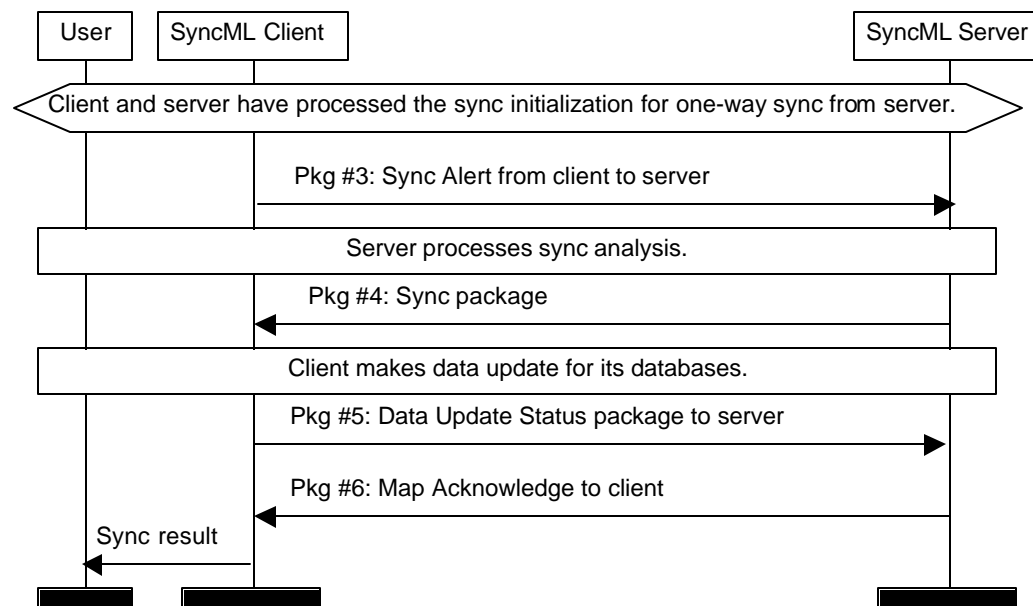 User
SyncML Client
SyncML Server
Client and server have processed the sync initialization for one-way sync from server.
Pkg #3: Sync Alert from client to server
Server processes sync analysis.
Pkg #4: Sync package
Client makes data update for its databases.
Pkg #5: Data Update Status package to server
Pkg #6: Map Acknowledge to client
Sync result